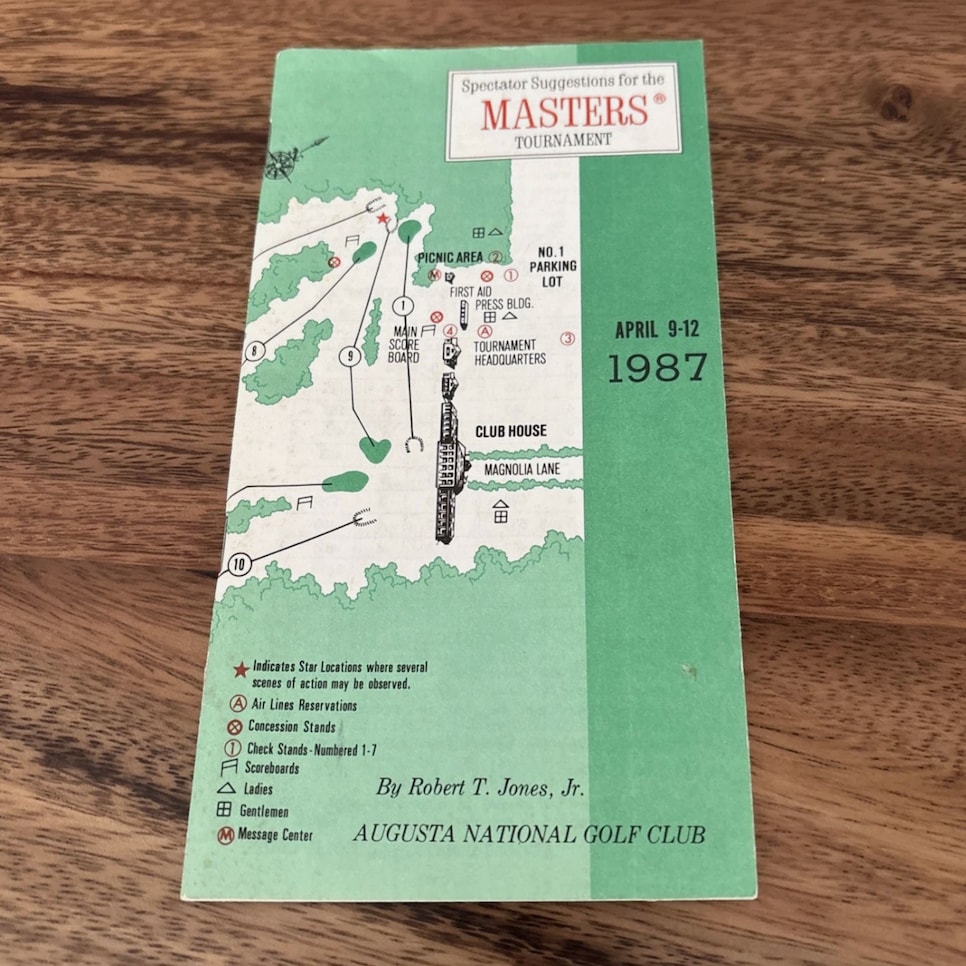 Spectator Suggestions for the
MASTERS®
TOURNAMENT
PICNIC AREA 2
NO. 1
PARKING
LOT
M
1
FIRST AID
PRESS BLDG.
1
MAIN
SCORE
BOARD
4
A
3
TOURNAMENT
HEADQUARTERS
8
9
APRIL 9-12
1987
CLUB HOUSE
MAGNOLIA LANE
10
Indicates Star Locations where several
scenes of action may be observed.
A Air Lines Reservations
Concession Stands
1 Check Stands-Numbered 1-7
Scoreboards
Ladies
Gentlemen
M Message Center
By Robert T. Jones, Jr.
AUGUSTA NATIONAL GOLF CLUB